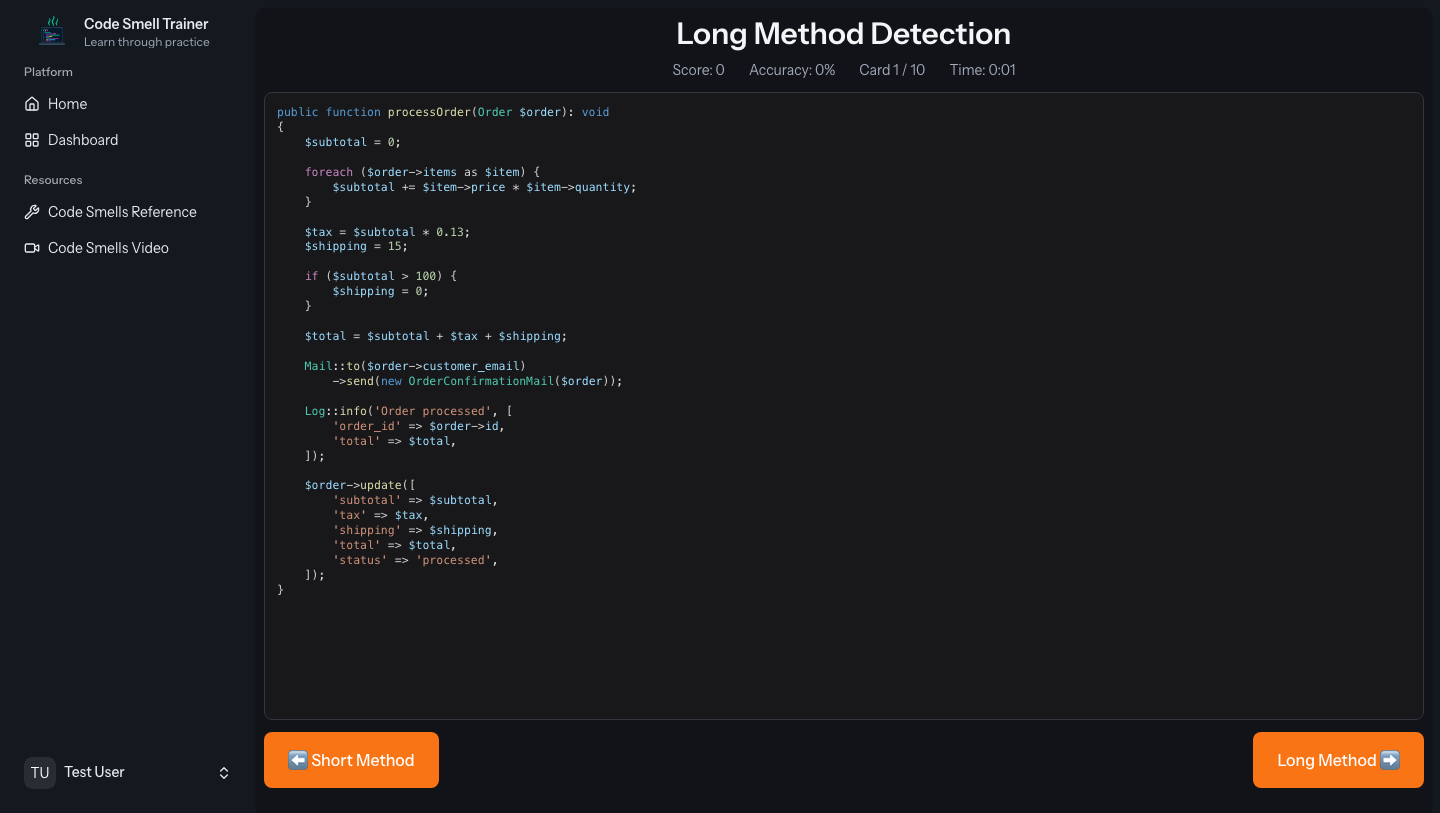 Code Smell Trainer
Learn through practice
Platform
Home
Dashboard
Resources
Code Smells Reference
Code Smells Video
TU Test User
Long Method Detection
Score: 0 Accuracy: 0% Card 1 / 10 Time: 0:01
public function processOrder(Order $order): void
{
    $subtotal = 0;

    foreach ($order->items as $item) {
        $subtotal += $item->price * $item->quantity;
    }

    $tax = $subtotal * 0.13;
    $shipping = 15;

    if ($subtotal > 100) {
        $shipping = 0;
    }

    $total = $subtotal + $tax + $shipping;

    Mail::to($order->customer_email)
        ->send(new OrderConfirmationMail($order));

    Log::info('Order processed', [
        'order_id' => $order->id,
        'total' => $total,
    ]);

    $order->update([
        'subtotal' => $subtotal,
        'tax' => $tax,
        'shipping' => $shipping,
        'total' => $total,
        'status' => 'processed',
    ]);
}
⬅️ Short Method
Long Method ➡️